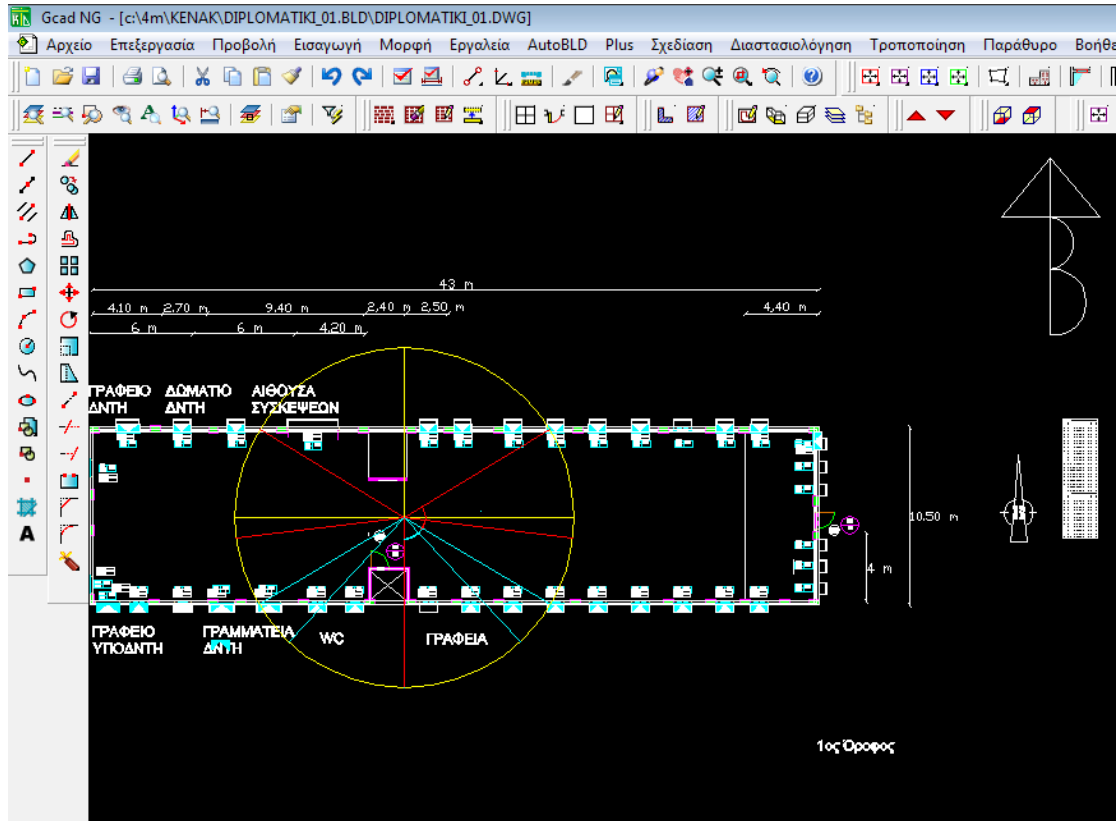 Gcad NG - [c:\4m\KENAK\DIPLOMATIKI_01.BLD\DIPLOMATIKI_01.DWG]
Αρχείο Επεξεργασία Προβολή Εισαγωγή Μορφή Εργαλεία AutoBLD Plus Σχεδίαση Διαστασιολόγηση Τροποποίηση Παράθυρο Βοήθε
43 m
4.10 m 2.70 m 9.40 m 2.40 m 2.50 m 4,40 m
6 m 6 m 4.20 m
ΓΡΑΦΕΙΟ ΔΩΜΑΤΙΟ ΑΙΘΟΥΣΑ
ΔΝΤΗ ΔΝΤΗ ΣΥΣΚΕΨΕΩΝ
10.50 m
4 m
ΓΡΑΦΕΙΟ ΓΡΑΜΜΑΤΕΙΑ WC ΓΡΑΦΕΙΑ
ΥΠΟΔΝΤΗ ΔΝΤΗ
1ος Όροφος